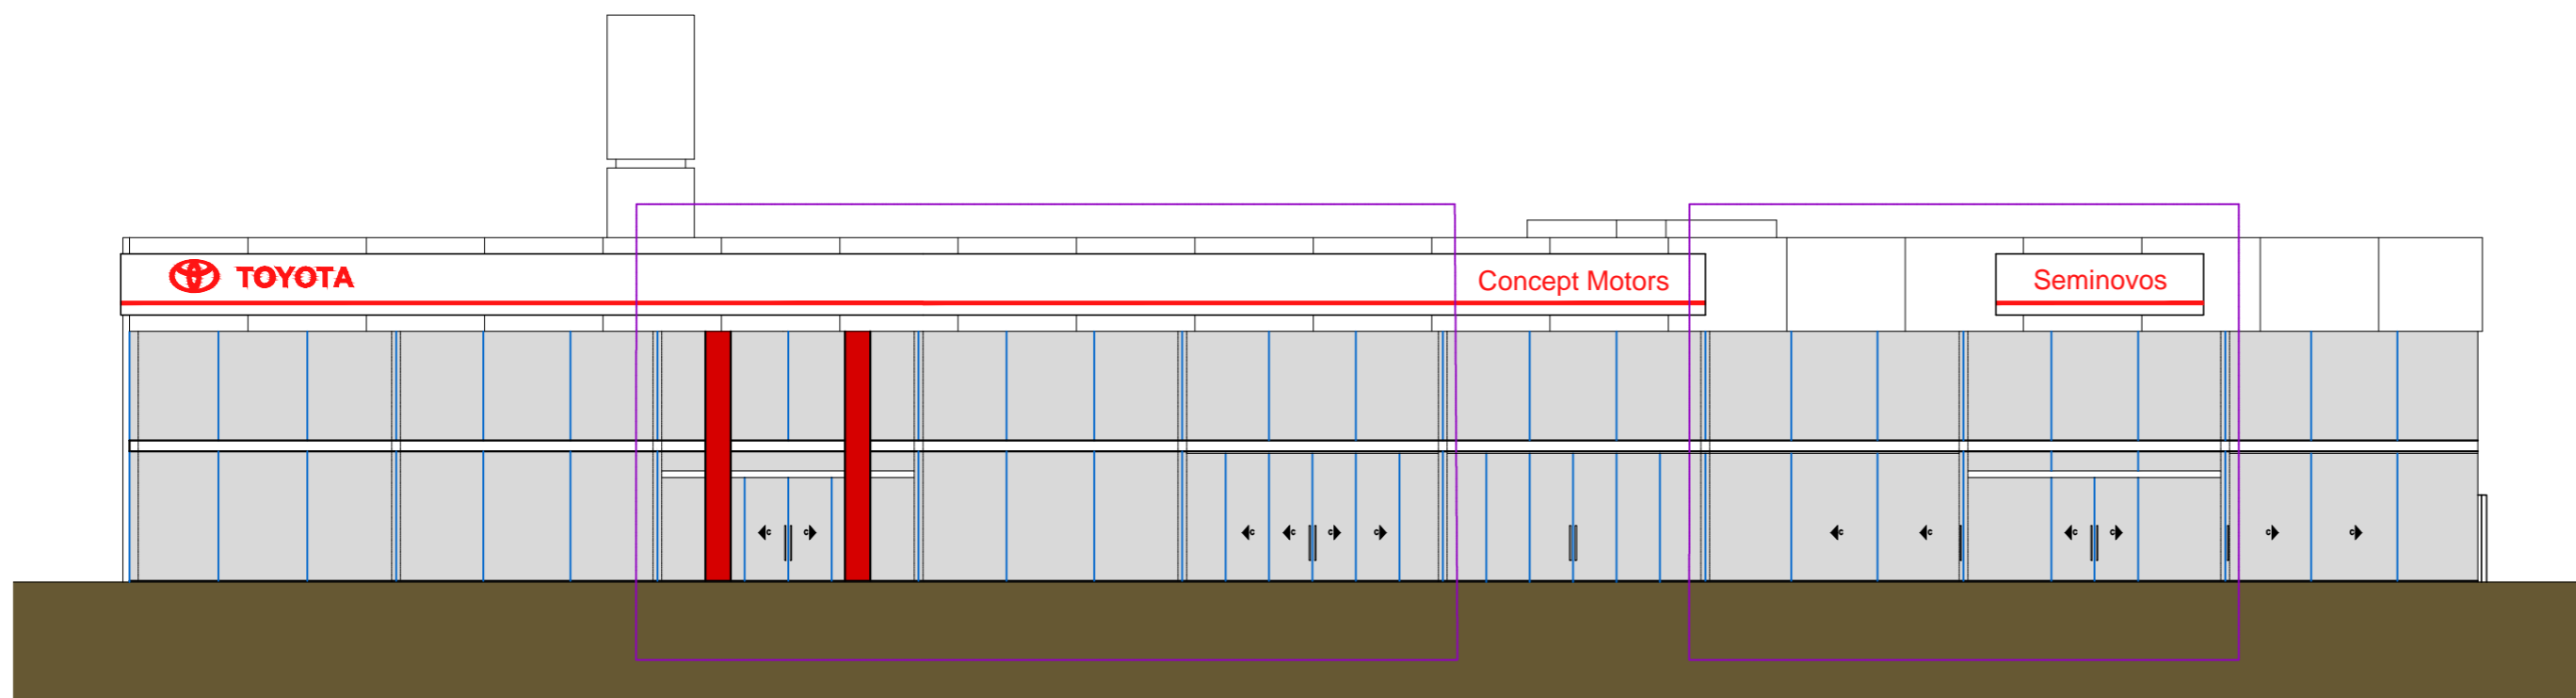 TOYOTA
Concept Motors
Seminovos
c c
c c c c
c c
c c
c c